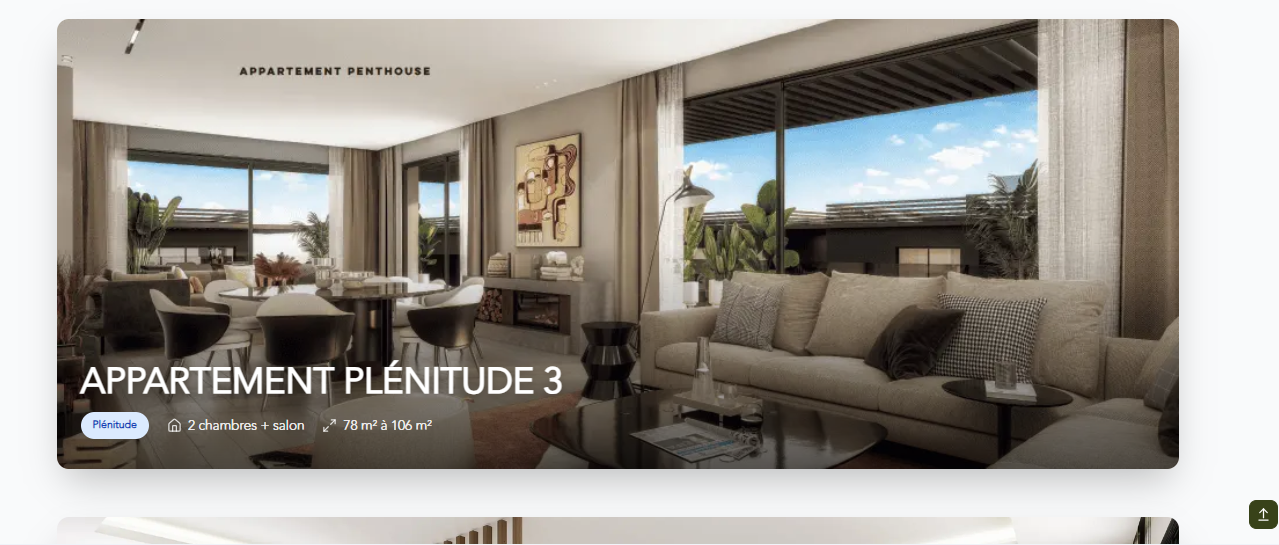 APPARTEMENT PENTHOUSE
APPARTEMENT PLÉNITUDE 3
Plénitude
2 chambres + salon
78 m² à 106 m²